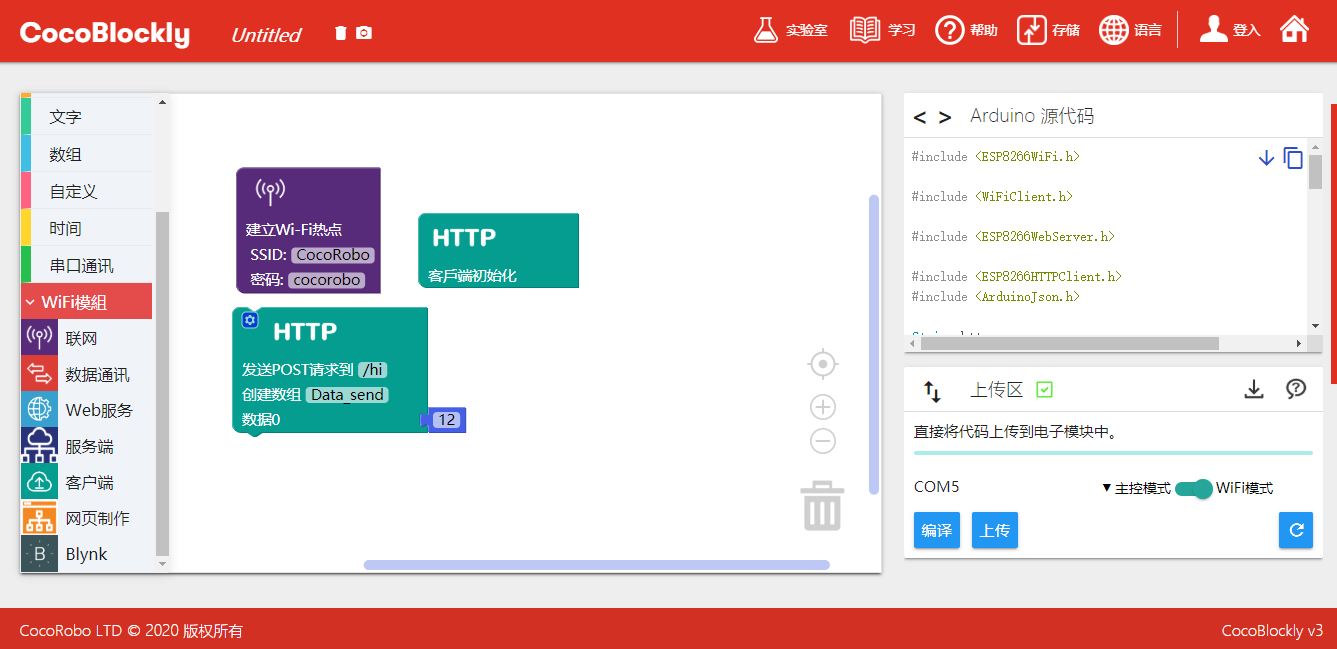 CocoBlockly
Untitled
实验室
学习
帮助
存储
语言
登入
文字
数组
自定义
时间
串口通讯
WiFi模組
联网
数据通讯
Web服务
服务端
客户端
网页制作
B
Blynk
建立Wi-Fi热点
SSID: CocoRobo
密码: cocorobo
HTTP
客戶端初始化
HTTP
发送POST请求到 /hi
创建数组 Data_send
数据0
12
< > Arduino 源代码
#include <ESP8266WiFi.h>
#include <WiFiClient.h>
#include <ESP8266WebServer.h>
#include <ESP8266HTTPClient.h>
#include <ArduinoJson.h>
上传区
直接将代码上传到电子模块中。
COM5
▼主控模式 WiFi模式
编译
上传
CocoRobo LTD © 2020 版权所有
CocoBlockly v3